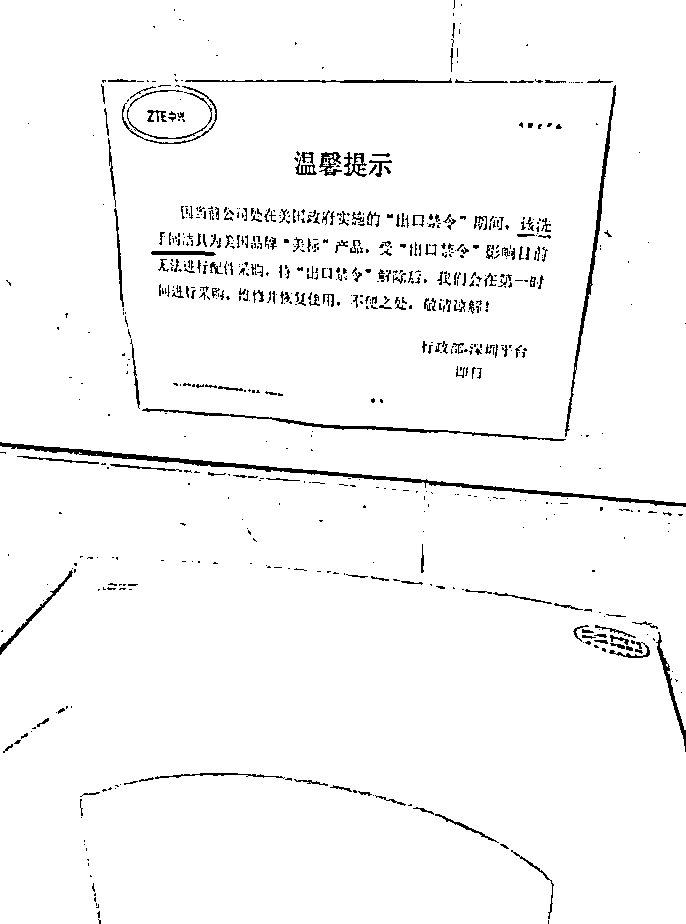 ZTE中兴
温馨提示
因当前公司处在美国政府实施的“出口禁令”期间，该洗
手间洁具为美国品牌“美标”产品，受“出口禁令”影响目前
无法进行配件采购，待“出口禁令”解除后，我们会在第一时
间进行采购，维修并恢复使用，不便之处，敬请谅解！
行政部-深圳平台
即日